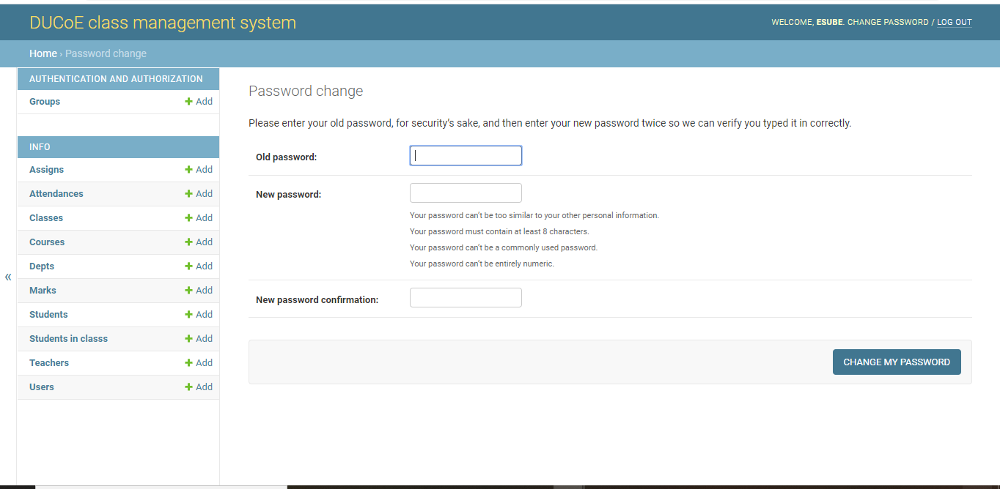 DUCoE class management system
WELCOME, ESUBE. CHANGE PASSWORD / LOG OUT
Home › Password change
AUTHENTICATION AND AUTHORIZATION
Groups + Add
INFO
Assigns + Add
Attendances + Add
Classes + Add
Courses + Add
Depts + Add
Marks + Add
Students + Add
Students in classs + Add
Teachers + Add
Users + Add
«
Password change
Please enter your old password, for security’s sake, and then enter your new password twice so we can verify you typed it in correctly.
Old password:
New password:
Your password can’t be too similar to your other personal information.
Your password must contain at least 8 characters.
Your password can’t be a commonly used password.
Your password can’t be entirely numeric.
New password confirmation:
CHANGE MY PASSWORD